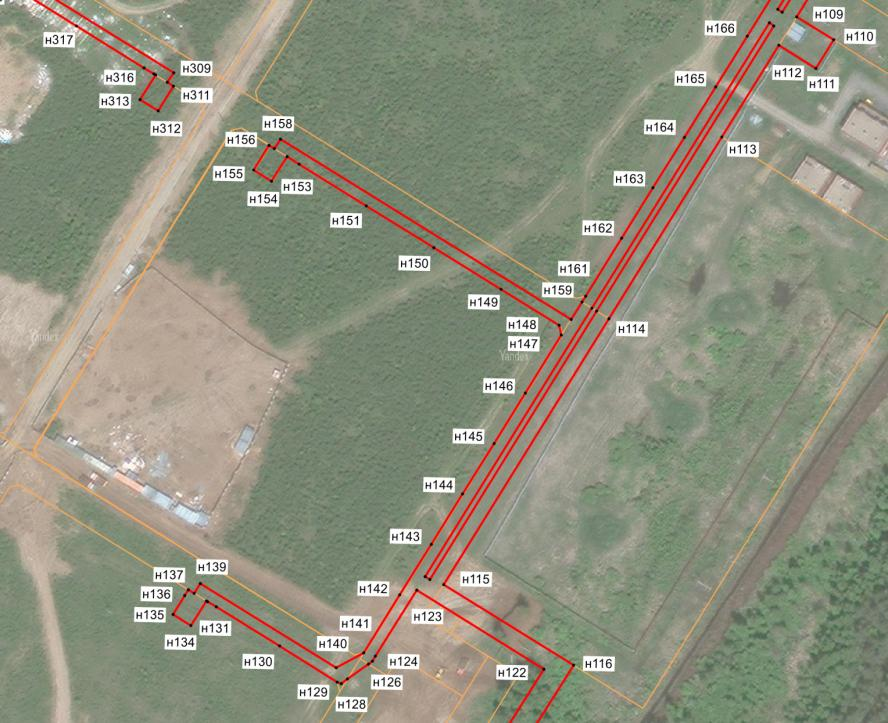 н109
н317
н166
н110
н316
н309
н112
н111
н165
н313
н311
н312
н158
н164
н156
н113
н155
н153
н163
н154
н151
н162
н150
н161
н149
н159
н148
н114
н147
Yandex
Yandex
н146
н145
н144
н143
н137
н139
н142
н115
н136
н123
н135
н131
н134
н141
н140
н130
н124
н116
н122
н126
н129
н128